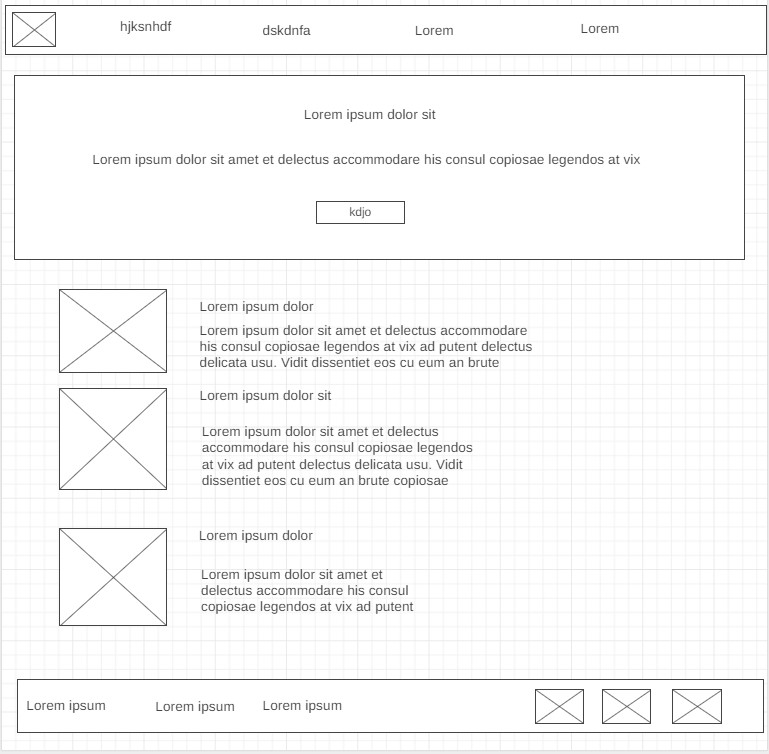 hjksnhdf
dskdnfa
Lorem
Lorem
Lorem ipsum dolor sit
Lorem ipsum dolor sit amet et delectus accommodare his consul copiosae legendos at vix
kdjo
Lorem ipsum dolor
Lorem ipsum dolor sit amet et delectus accommodare
his consul copiosae legendos at vix ad putent delectus
delicata usu. Vidit dissentiet eos cu eum an brute
Lorem ipsum dolor sit
Lorem ipsum dolor sit amet et delectus
accommodare his consul copiosae legendos
at vix ad putent delectus delicata usu. Vidit
dissentiet eos cu eum an brute copiosae
Lorem ipsum dolor
Lorem ipsum dolor sit amet et
delectus accommodare his consul
copiosae legendos at vix ad putent
Lorem ipsum
Lorem ipsum
Lorem ipsum